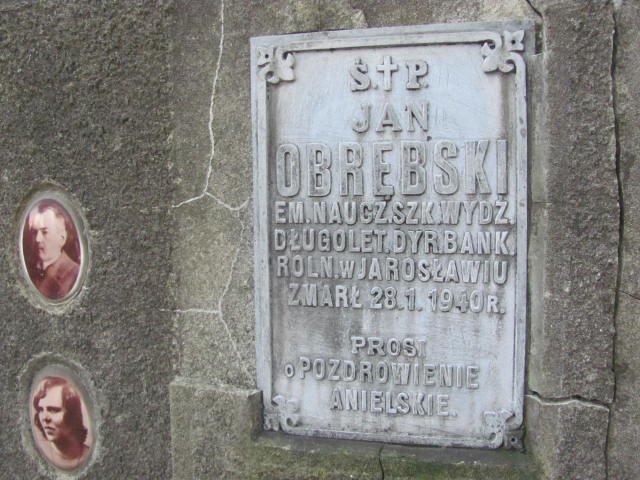 Ś.†P.
JAN
OBRĘBSKI
EM. NAUCZ. SZK. WYDZ.
DŁUGOLET. DYR. BANK.
ROLN. w JAROSŁAWIU
ZMARŁ 28.1.1940 R.
PROSI
o POZDROWIENIE
ANIELSKIE.